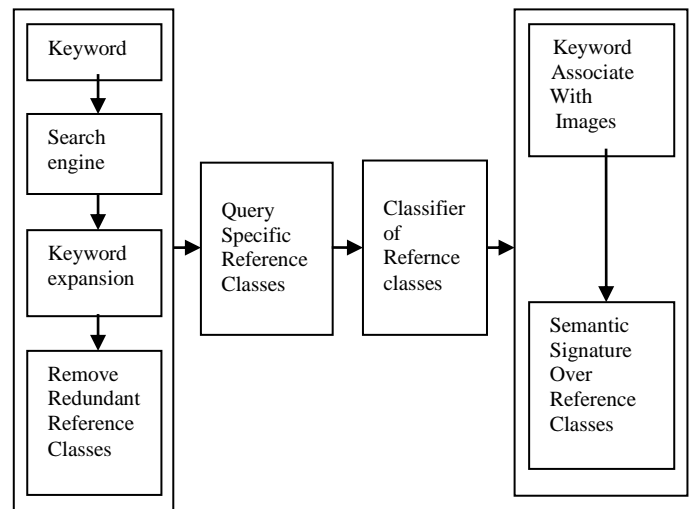 Keyword
Search
engine
Keyword
expansion
Remove
Redundant
Reference
Classes
Query
Specific
Reference
Classes
Classifier
of
Refernce
classes
Keyword
Associate
With
Images
Semantic
Signature
Over
Reference
Classes